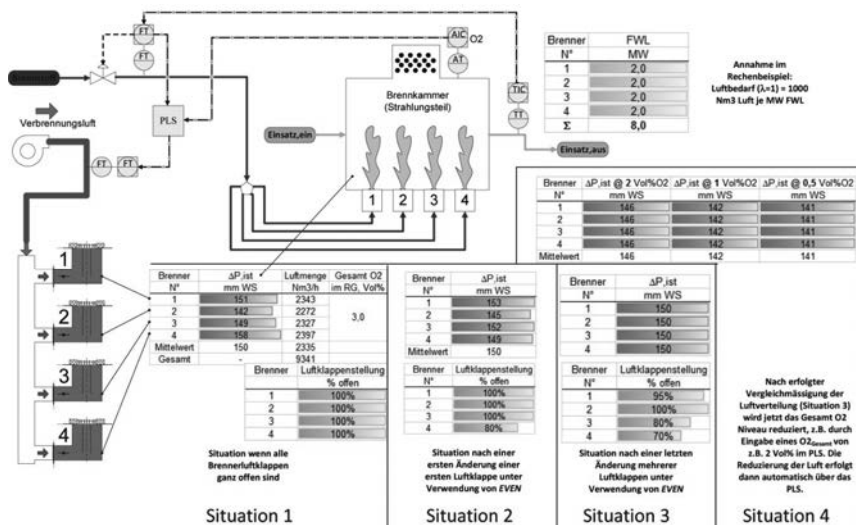 FT
FT
AIC
O2
AT
TIC
TT
Verbrennungsluft
PLS
FT
FT
Brennkammer
(Strahlungsteil)
Einsatz,ein
Einsatz,aus
1 2 3 4
Brenner FWL
N° MW
1 2,0
2 2,0
3 2,0
4 2,0
Σ 8,0
Annahme im
Rechenbeispiel:
Luftbedarf (λ=1) = 1000
Nm3 Luft je MW FWL
Brenner ΔP,ist @ 2 Vol%O2 ΔP,ist @ 1 Vol%O2 ΔP,ist @ 0,5 Vol%O2
N° mm WS mm WS mm WS
1 146 142 141
2 146 142 141
3 146 142 141
4 146 142 141
Mittelwert 146 142 141
1
2
3
4
Brenner ΔP,ist Luftmenge Gesamt O2
N° mm WS Nm3/h im RG, Vol%
1 151 2343
2 142 2272
3 149 2327
4 158 2397
3,0
Mittelwert 150 2335
Gesamt - 9341
Brenner Luftklappenstellung
N° % offen
1 100%
2 100%
3 100%
4 100%
Situation wenn alle
Brennerluftklappen
ganz offen sind
Situation 1
Brenner ΔP,ist
N° mm WS
1 153
2 145
3 152
4 149
Mittelwert 150
Brenner Luftklappenstellung
N° % offen
1 100%
2 100%
3 100%
4 80%
Situation nach einer
ersten Änderung einer
ersten Luftklappe unter
Verwendung von EVEN
Situation 2
Brenner ΔP,ist
N° mm WS
1 150
2 150
3 150
4 150
Brenner Luftklappenstellung
N° % offen
1 95%
2 100%
3 80%
4 70%
Situation nach einer letzten
Änderung mehrerer
Luftklappen unter
Verwendung von EVEN
Situation 3
Nach erfolgter
Vergleichmässigung der
Luftverteilung (Situation 3)
wird jetzt das Gesamt O2
Niveau reduziert, z.B. durch
Eingabe eines O2Gesamt von
z.B. 2 Vol% im PLS. Die
Reduzierung der Luft erfolgt
dann automatisch über das
PLS.
Situation 4